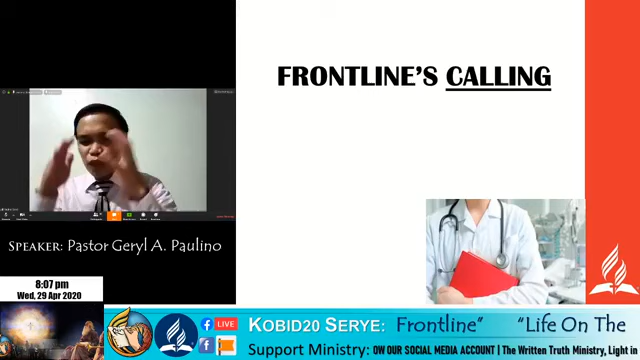 FRONTLINE'S CALLING
SPEAKER: Pastor Geryl A. Paulino
8:07 pm
Wed, 29 Apr 2020
LIVE KOBID20 SERYE: Frontline" "Life On The
Support Ministry: OW OUR SOCIAL MEDIA ACCOUNT | The Written Truth Ministry, Light in